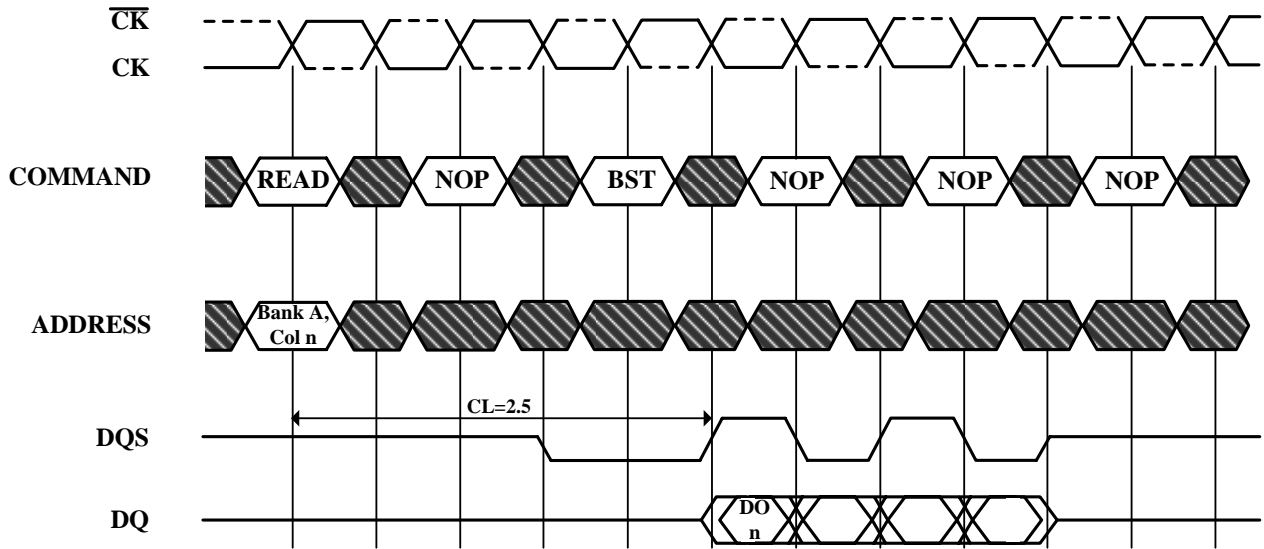 CK
CK
COMMAND READ NOP BST NOP NOP NOP
ADDRESS Bank A,
Col n
CL=2.5
DQS
DQ DO
n